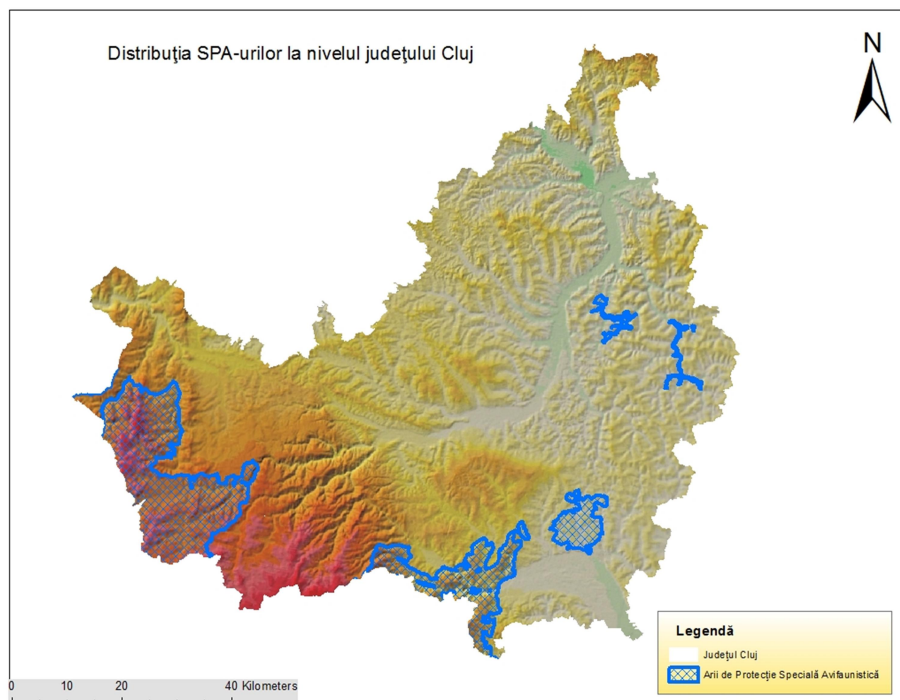 Distribuţia SPA-urilor la nivelul judeţului Cluj
N
Legendă
Judeţul Cluj
Arii de Protecţie Specială Avifaunistică
0 10 20 40 Kilometers